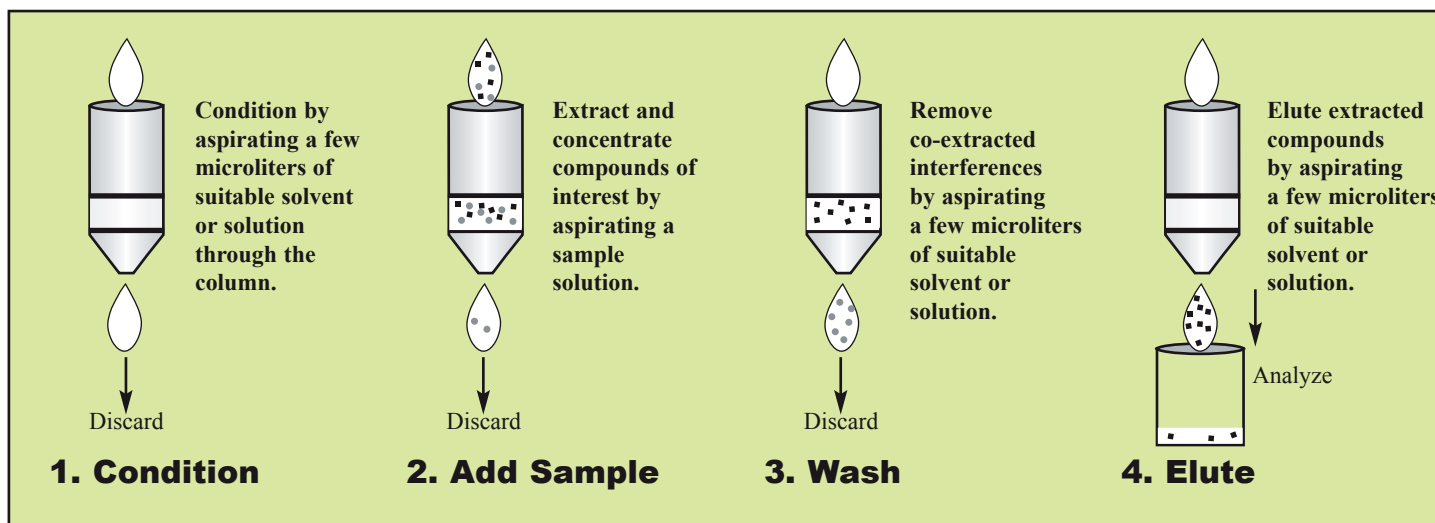 Condition by
aspirating a few
microliters of
suitable solvent
or solution
through the
column.
Discard
1. Condition
Extract and
concentrate
compounds of
interest by
aspirating a
sample
solution.
Discard
2. Add Sample
Remove
co-extracted
interferences
by aspirating
a few microliters
of suitable
solvent or
solution.
Discard
3. Wash
Elute extracted
compounds
by aspirating
a few microliters
of suitable
solvent or
solution.
Analyze
4. Elute